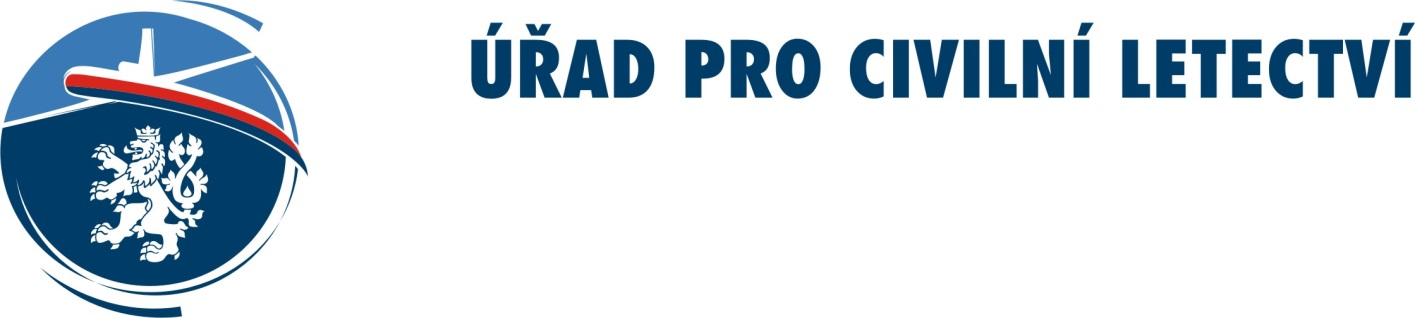 ÚŘAD PRO CIVILNÍ LETECTVÍ